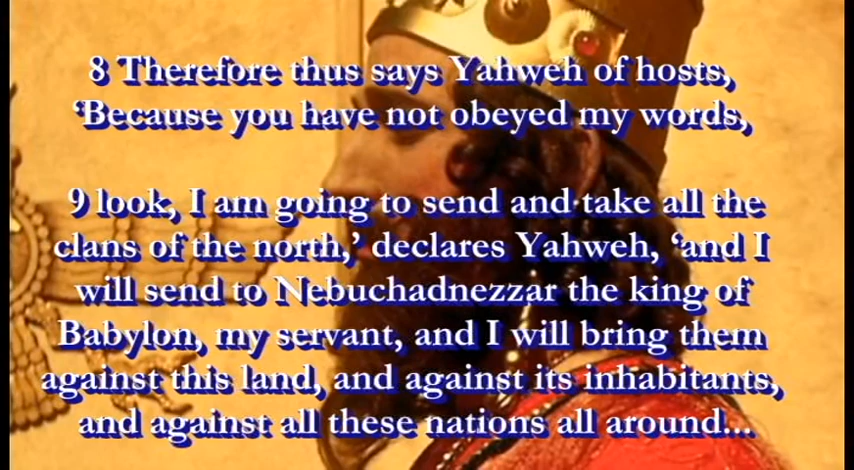 8 Therefore thus says Yahweh of hosts,
‘Because you have not obeyed my words,
9 look, I am going to send and take all the
clans of the north,’ declares Yahweh, ‘and I
will send to Nebuchadnezzar the king of
Babylon, my servant, and I will bring them
against this land, and against its inhabitants,
and against all these nations all around...